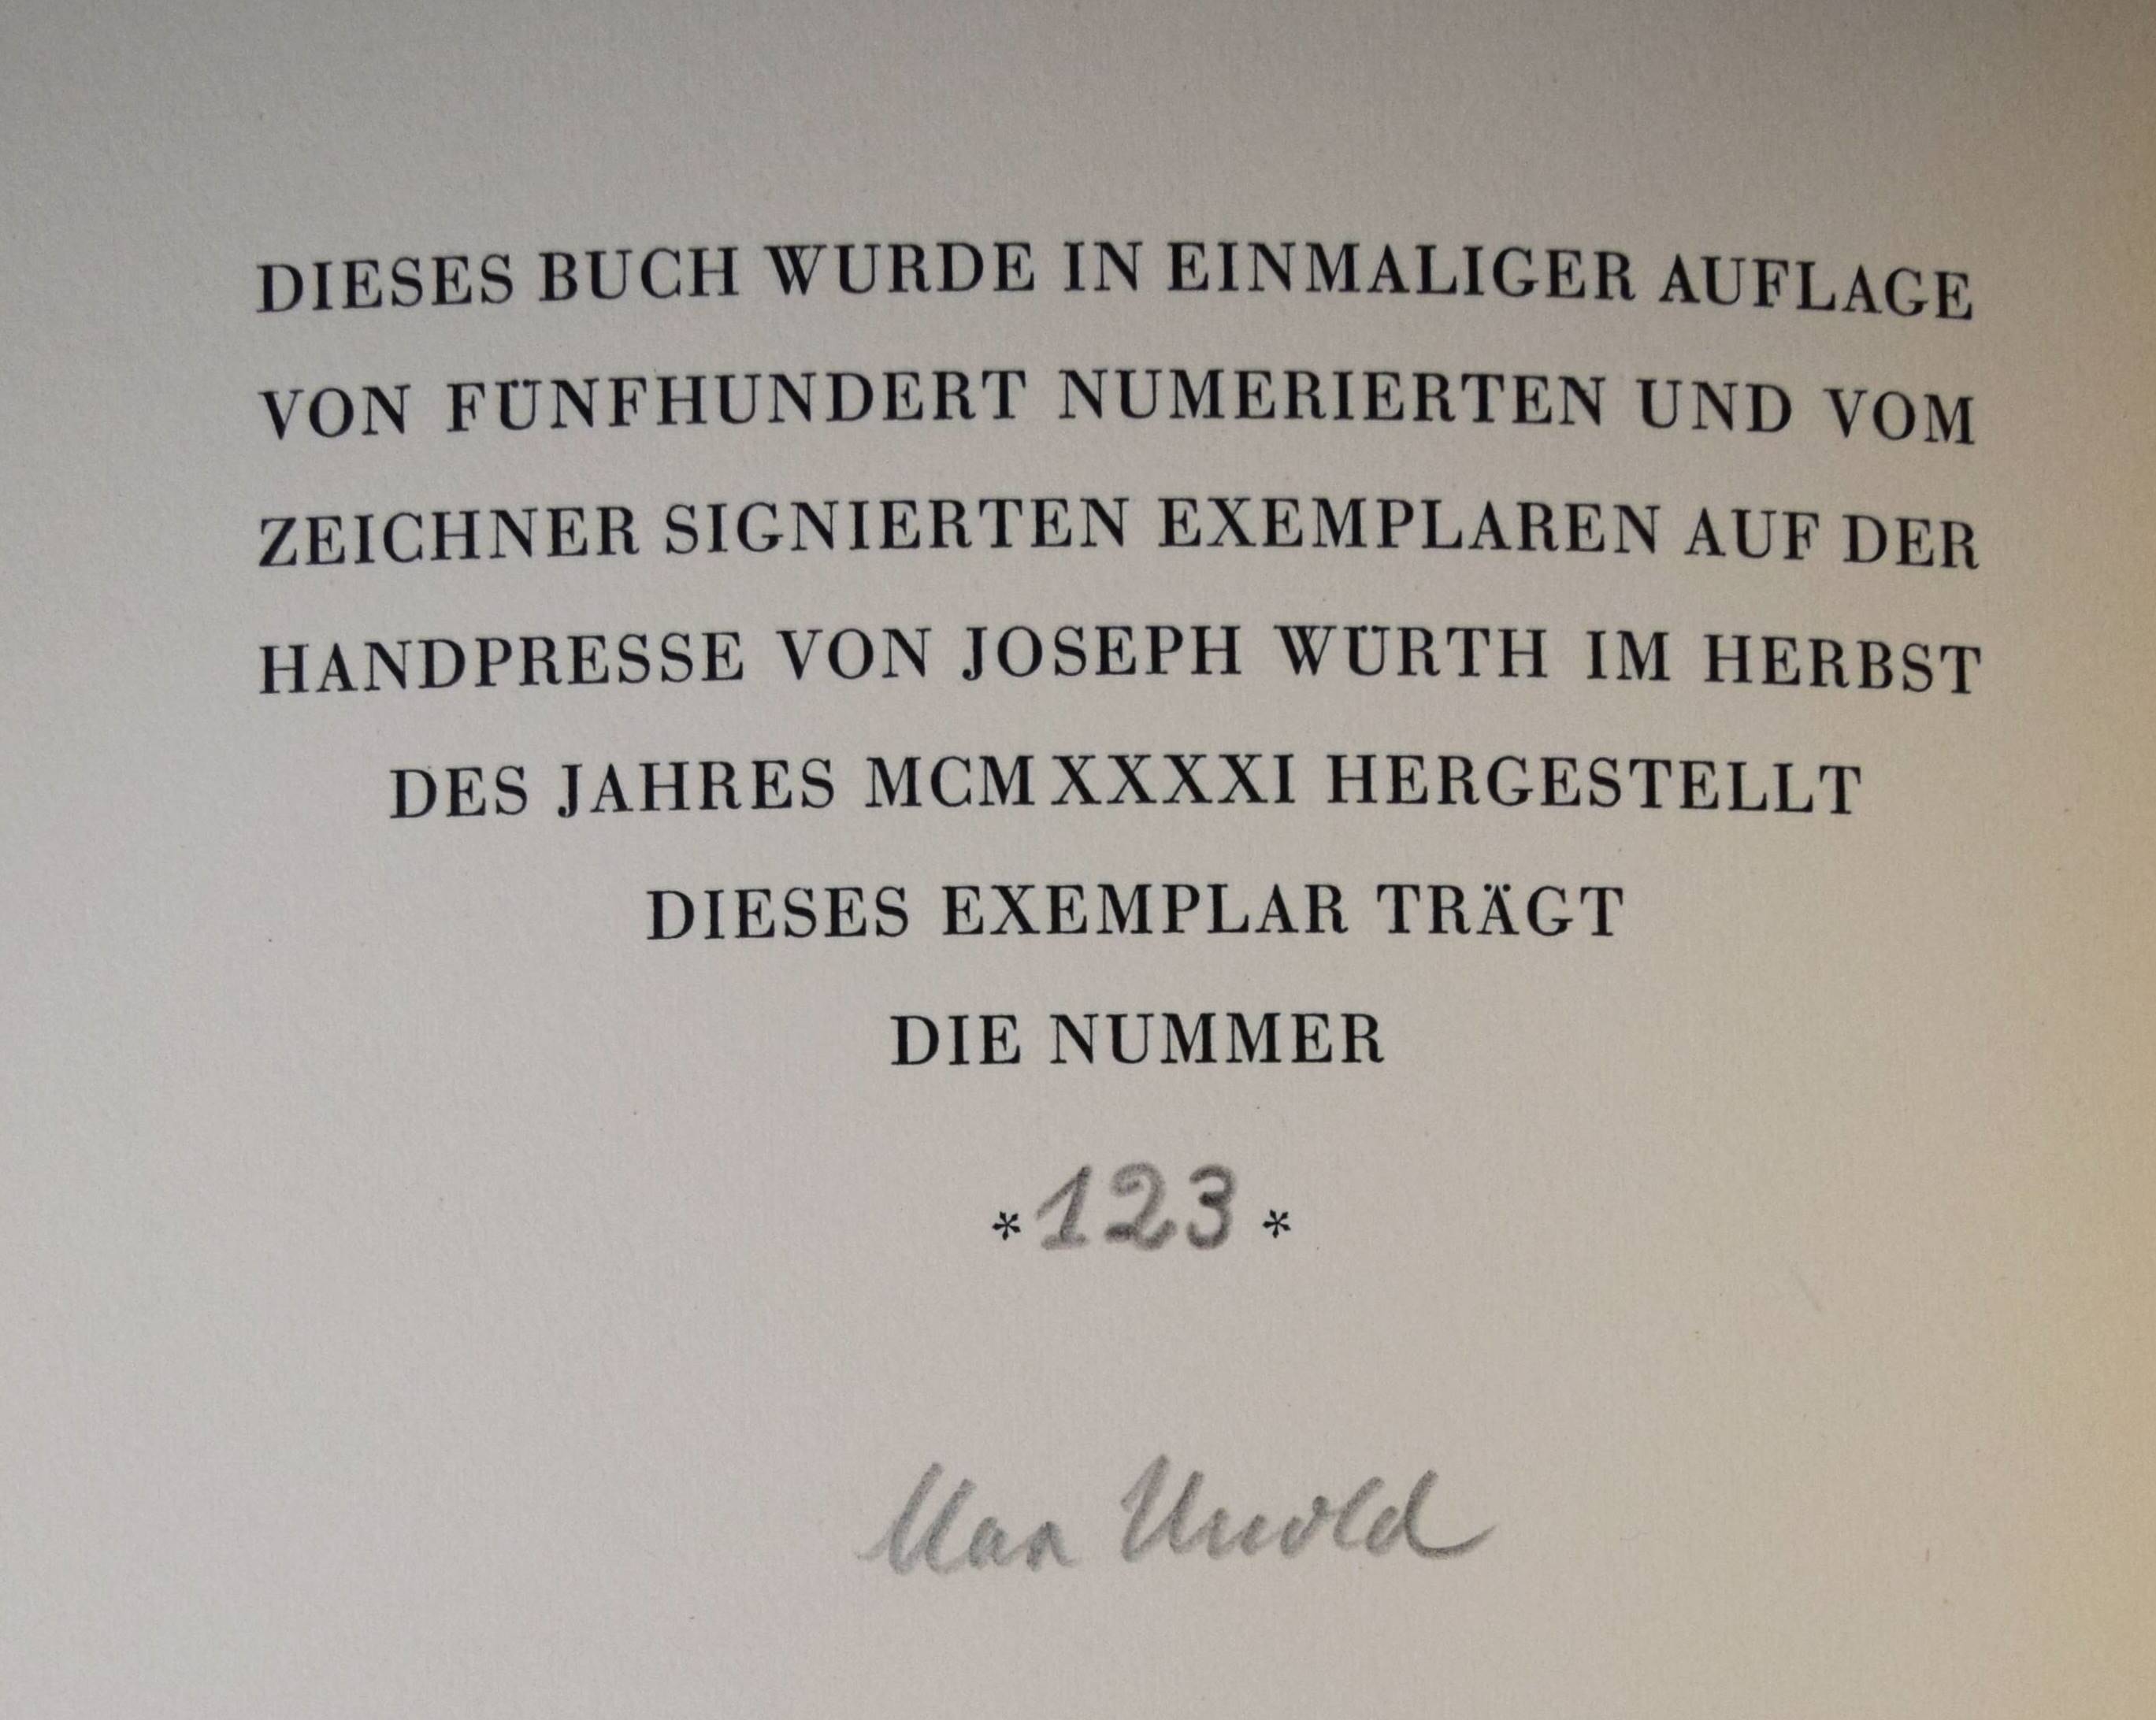 DIESES BUCH WURDE IN EINMALIGER AUFLAGE
VON FÜNFHUNDERT NUMERIERTEN UND VOM
ZEICHNER SIGNIERTEN EXEMPLAREN AUF DER
HANDPRESSE VON JOSEPH WÜRTH IM HERBST
DES JAHRES MCMXXXXI HERGESTELLT
DIESES EXEMPLAR TRÄGT
DIE NUMMER
* 123 *
Max Unold